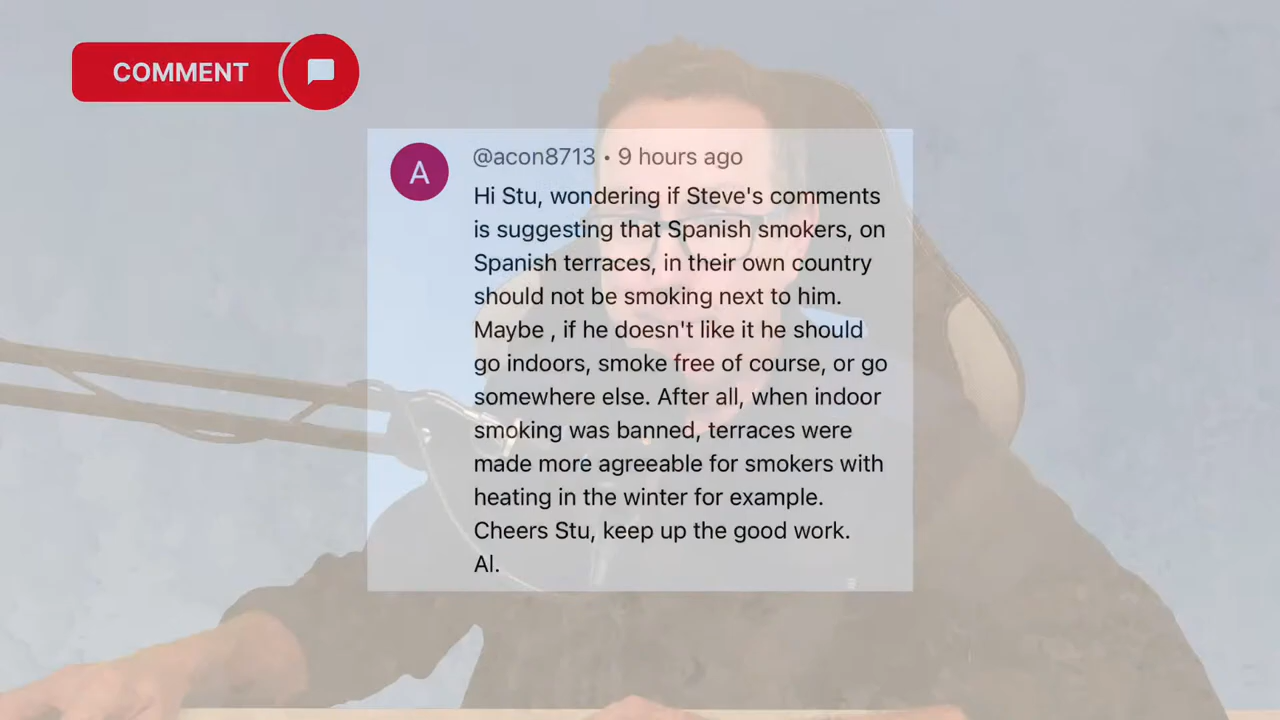 COMMENT
A
@acon8713 • 9 hours ago
Hi Stu, wondering if Steve's comments
is suggesting that Spanish smokers, on
Spanish terraces, in their own country
should not be smoking next to him.
Maybe , if he doesn't like it he should
go indoors, smoke free of course, or go
somewhere else. After all, when indoor
smoking was banned, terraces were
made more agreeable for smokers with
heating in the winter for example.
Cheers Stu, keep up the good work.
Al.